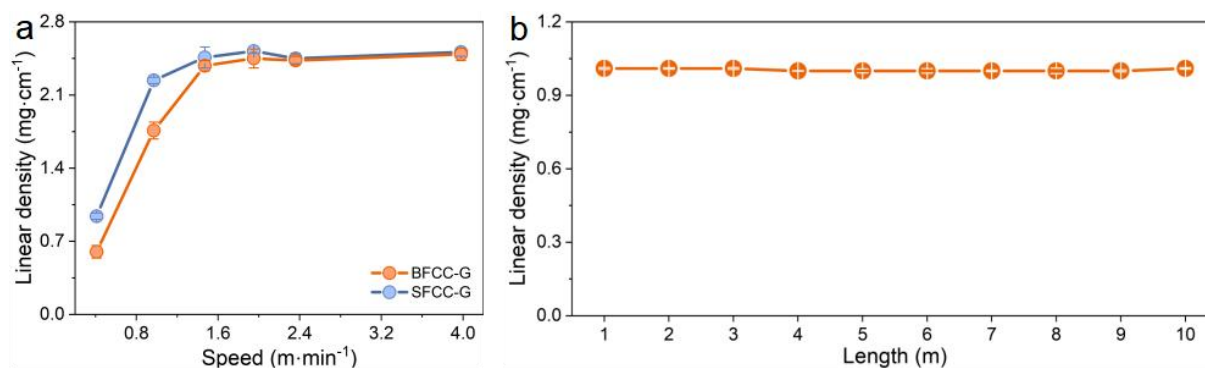 a
Linear density (mg·cm⁻¹)
2.8
2.1
1.4
0.7
0.0
BFCC-G
SFCC-G
0.8 1.6 2.4 3.2 4.0
Speed (m·min⁻¹)
b
Linear density (mg·cm⁻¹)
1.2
0.9
0.6
0.3
0.0
1 2 3 4 5 6 7 8 9 10
Length (m)